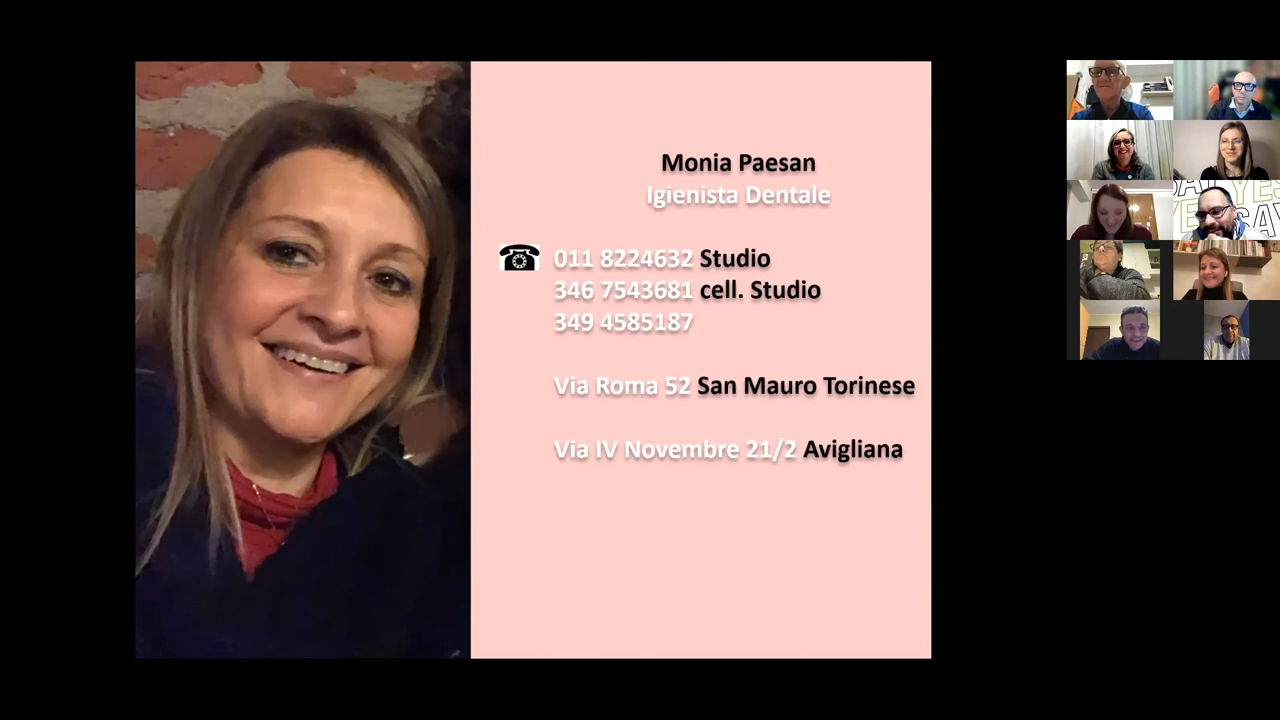 Monia Paesan
Igienista Dentale
011 8224632 Studio
346 7543681 cell. Studio
349 4585187
Via Roma 52 San Mauro Torinese
Via IV Novembre 21/2 Avigliana
YES